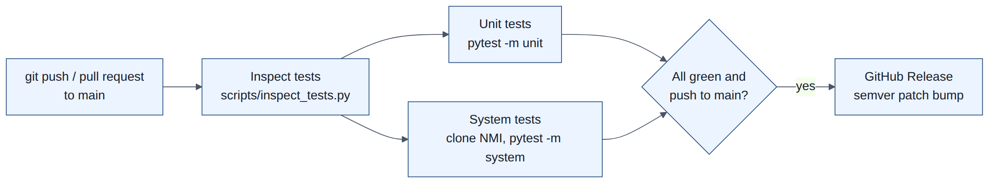 git push / pull request
to main
Inspect tests
scripts/inspect_tests.py
Unit tests
pytest -m unit
System tests
clone NMI, pytest -m
system
All green and
push to main?
yes
GitHub Release
semver patch bump